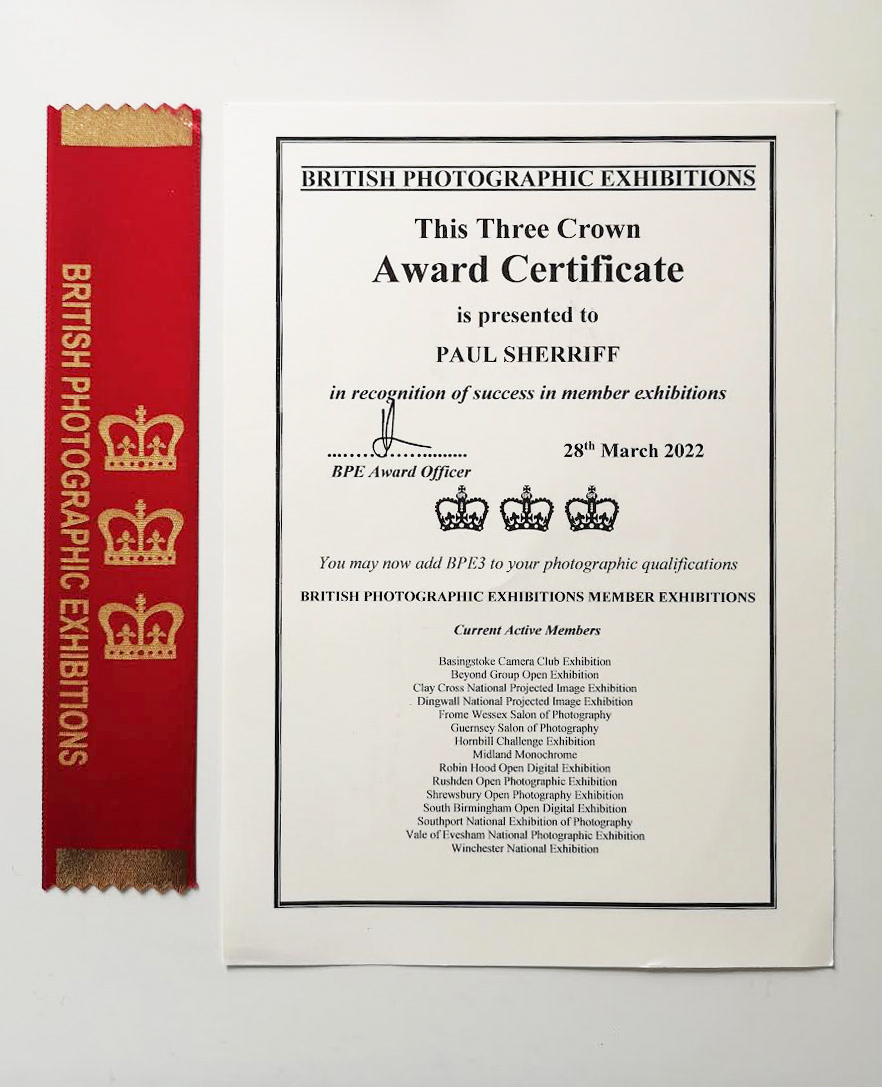 BRITISH PHOTOGRAPHIC EXHIBITIONS
BRITISH PHOTOGRAPHIC EXHIBITIONS
This Three Crown
Award Certificate
is presented to
PAUL SHERRIFF
in recognition of success in member exhibitions
28th March 2022
BPE Award Officer
You may now add BPE3 to your photographic qualifications
BRITISH PHOTOGRAPHIC EXHIBITIONS MEMBER EXHIBITIONS
Current Active Members
Basingstoke Camera Club Exhibition
Beyond Group Open Exhibition
Clay Cross National Projected Image Exhibition
Dingwall National Projected Image Exhibition
Frome Wessex Salon of Photography
Guernsey Salon of Photography
Hornbill Challenge Exhibition
Midland Monochrome
Robin Hood Open Digital Exhibition
Rushden Open Photographic Exhibition
Shrewsbury Open Photography Exhibition
South Birmingham Open Digital Exhibition
Southport National Exhibition of Photography
Vale of Evesham National Photographic Exhibition
Winchester National Exhibition